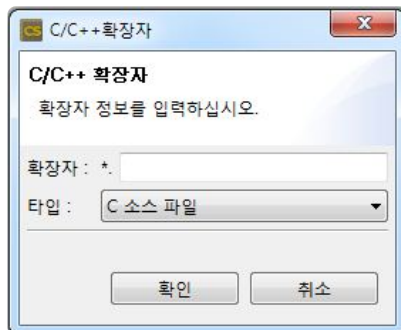 CS C/C++확장자
C/C++ 확장자
확장자 정보를 입력하십시오.
확장자 : *.
타입 : C 소스 파일
확인 취소